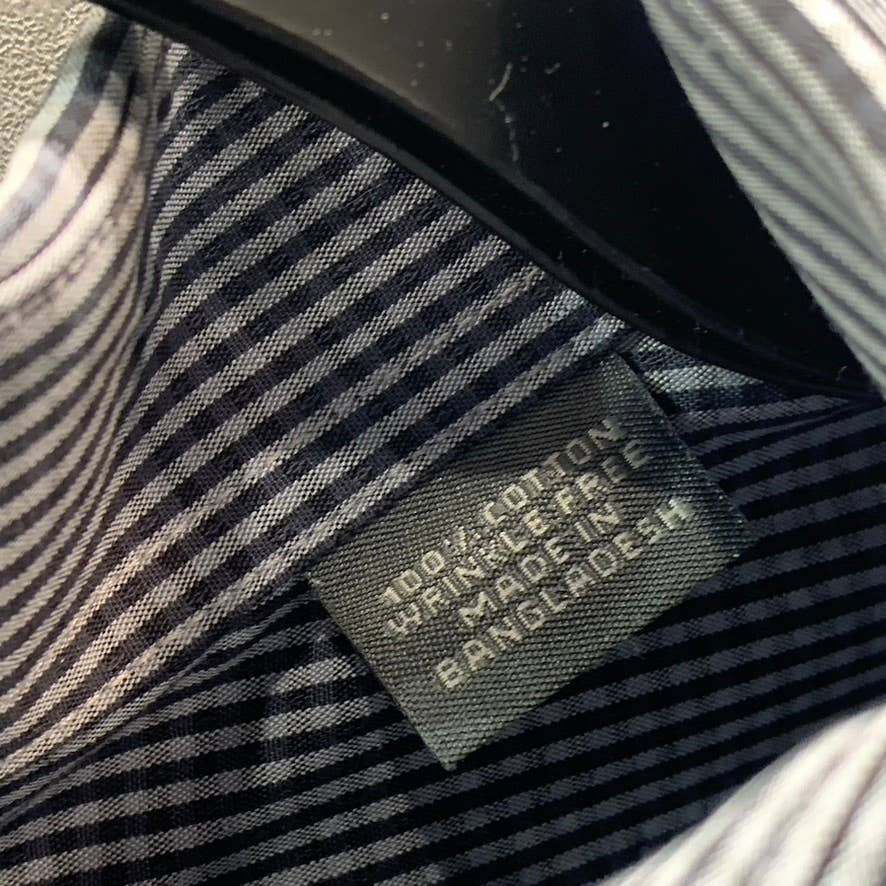 100% COTTON
WRINKLE FREE
MADE IN
BANGLADESH